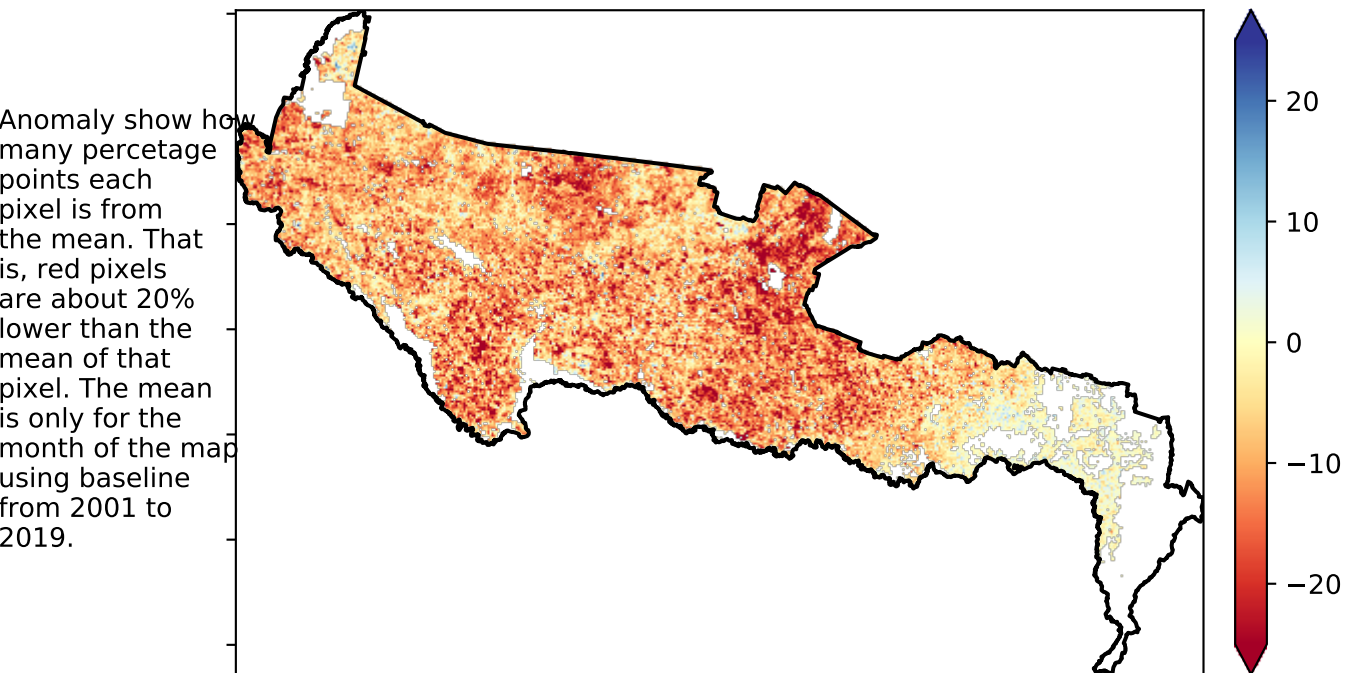 Anomaly show how
many percetage
points each
pixel is from
the mean. That
is, red pixels
are about 20%
lower than the
mean of that
pixel. The mean
is only for the
month of the map
using baseline
from 2001 to
2019.
20
10
0
−10
−20